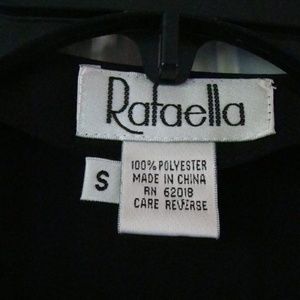 Rafaella
S
100% POLYESTER
MADE IN CHINA
RN 62018
CARE REVERSE